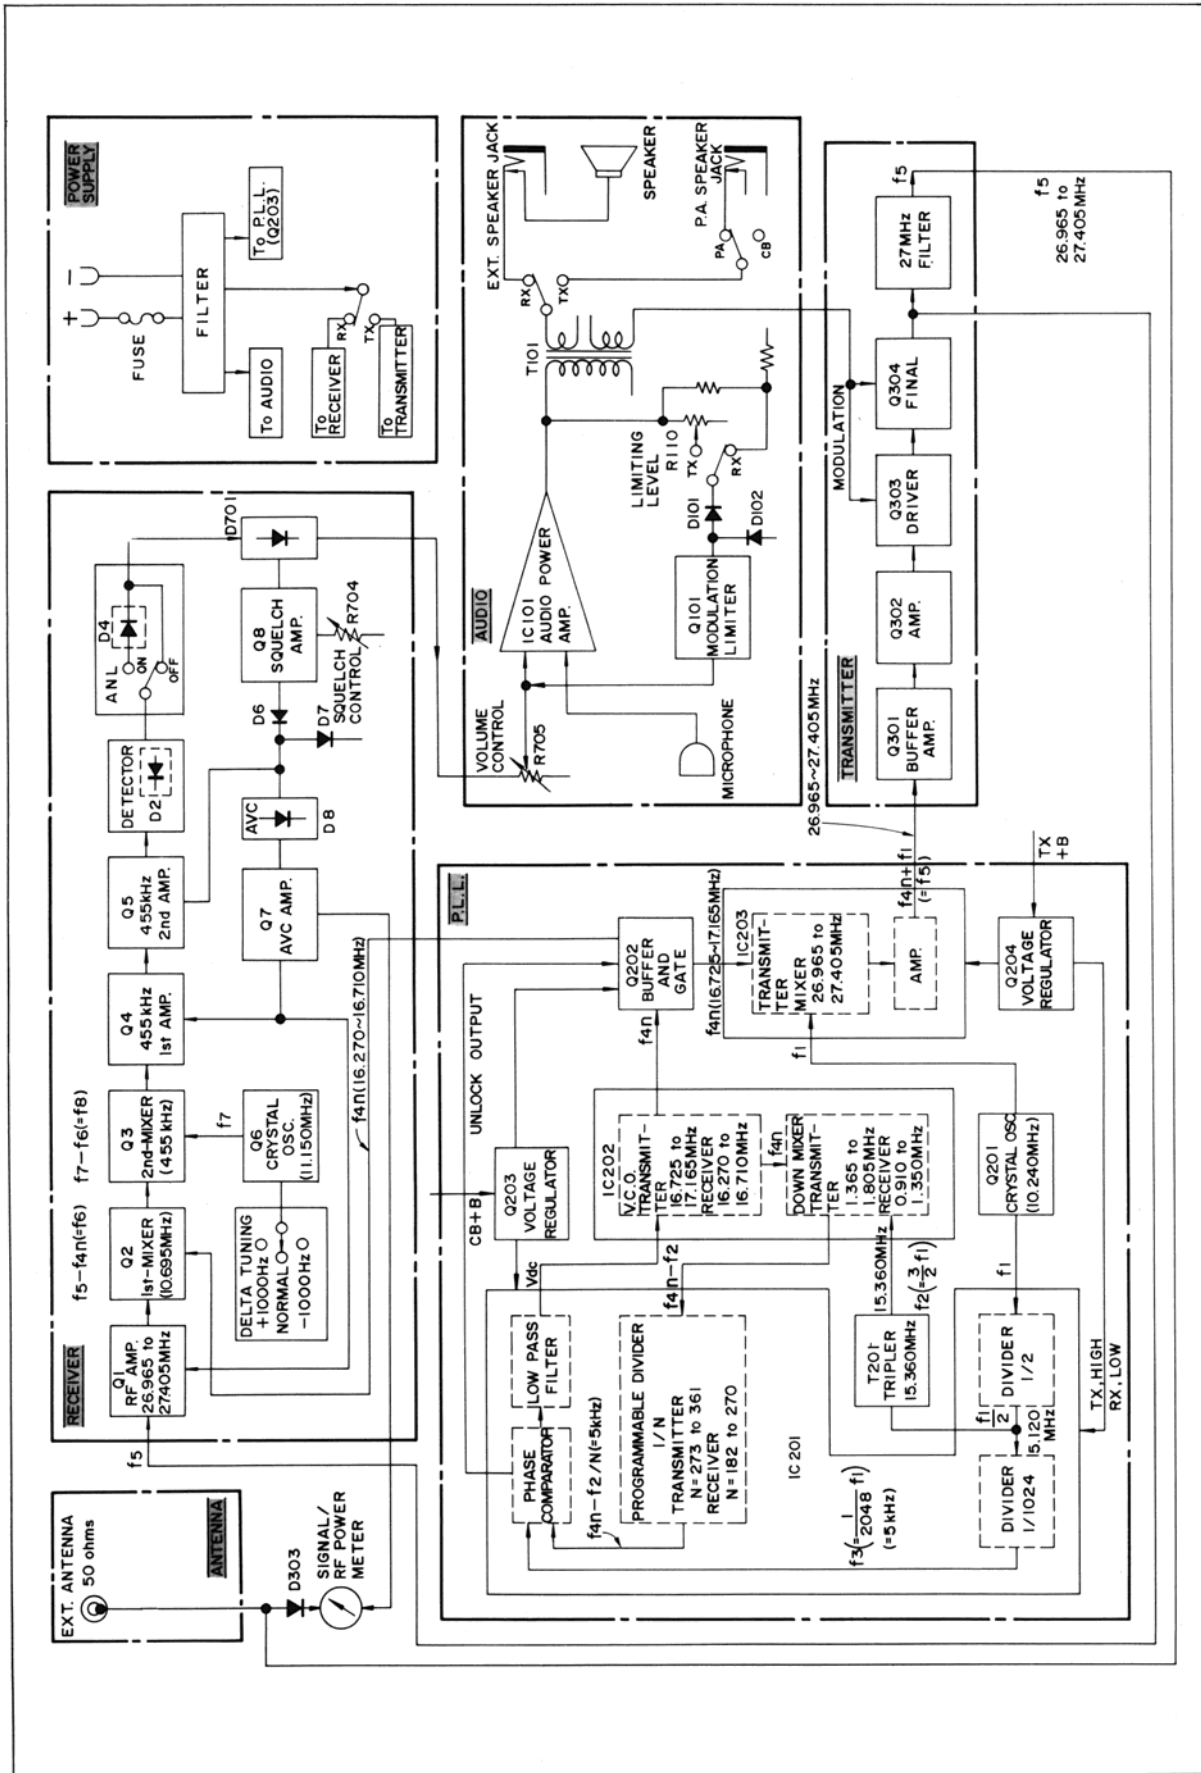 EXT. ANTENNA
50 ohms
ANTENNA
D303
SIGNAL/
RF POWER
METER
RECEIVER
f5
Q1
RF AMP.
26.965 to
27.405MHz
f5-f4n(=f6)
Q2
1st-MIXER
(10.695MHz)
f7-f6(=f8)
Q3
2nd-MIXER
(455kHz)
f7
Q6
CRYSTAL
OSC.
(11.150MHz)
DELTA TUNING
+1000Hz
NORMAL
-1000Hz
Q4
455kHz
1st AMP.
Q5
455kHz
2nd AMP.
DETECTOR
D2
ANL
ON
OFF
D4
D701
Q7
AVC AMP.
AVC
D8
D6
D7
Q8
SQUELCH
AMP.
R704
SQUELCH
CONTROL
f4n(16.270~16.710MHz)
POWER
SUPPLY
+
-
FUSE
FILTER
To AUDIO
To P.L.L.
(Q203)
RX
TX
To
RECEIVER
To
TRANSMITTER
AUDIO
VOLUME
CONTROL
R705
MICROPHONE
IC101
AUDIO POWER
AMP.
Q101
MODULATION
LIMITER
D101
D102
LIMITING
LEVEL
R110
TX
RX
T101
RX
TX
EXT. SPEAKER JACK
SPEAKER
PA
CB
P.A. SPEAKER
JACK
P.L.L.
CB+B
UNLOCK OUTPUT
Q203
VOLTAGE
REGULATOR
Vdc
PHASE
COMPARATOR
LOW PASS
FILTER
f4n-f2/N(=5kHz)
PROGRAMMABLE DIVIDER
1/N
TRANSMITTER
N=273 to 361
RECEIVER
N=182 to 270
IC201
f4n-f2
IC202
V.C.O.
TRANSMIT-
TER
16.725 to
17.165MHz
RECEIVER
16.270 to
16.710MHz
f4n
DOWN MIXER
TRANSMIT-
TER
1.365 to
1.805MHz
RECEIVER
0.910 to
1.350MHz
f4n
Q202
BUFFER
AND
GATE
f4n(16.725~17.165MHz)
IC203
TRANSMIT-
TER
MIXER
26.965 to
27.405MHz
AMP.
f1
f4n+f1
(=f5)
26.965~27.405MHz
TX
+B
Q204
VOLTAGE
REGULATOR
Q201
CRYSTAL OSC.
(10.240MHz)
f1
15.360MHz
f2(=3/2 f1)
T201
TRIPLER
15.360MHz
DIVIDER
1/2
f1/2
5.120
MHz
DIVIDER
1/1024
f3(=1/2048 f1)
(=5kHz)
TX, HIGH
RX, LOW
TRANSMITTER
Q301
BUFFER
AMP.
Q302
AMP.
Q303
DRIVER
Q304
FINAL
27MHz
FILTER
MODULATION
f5
f5
26.965 to
27.405MHz